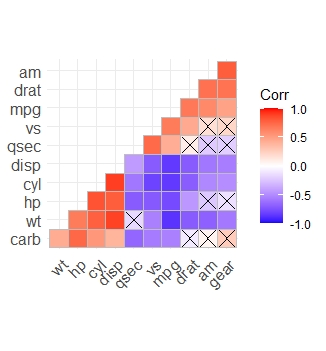 am
drat
mpg
vs
qsec
disp
cyl
hp
wt
carb
wt
hp
cyl
disp
qsec
vs
mpg
drat
am
gear
Corr
1.0
0.5
0.0
-0.5
-1.0